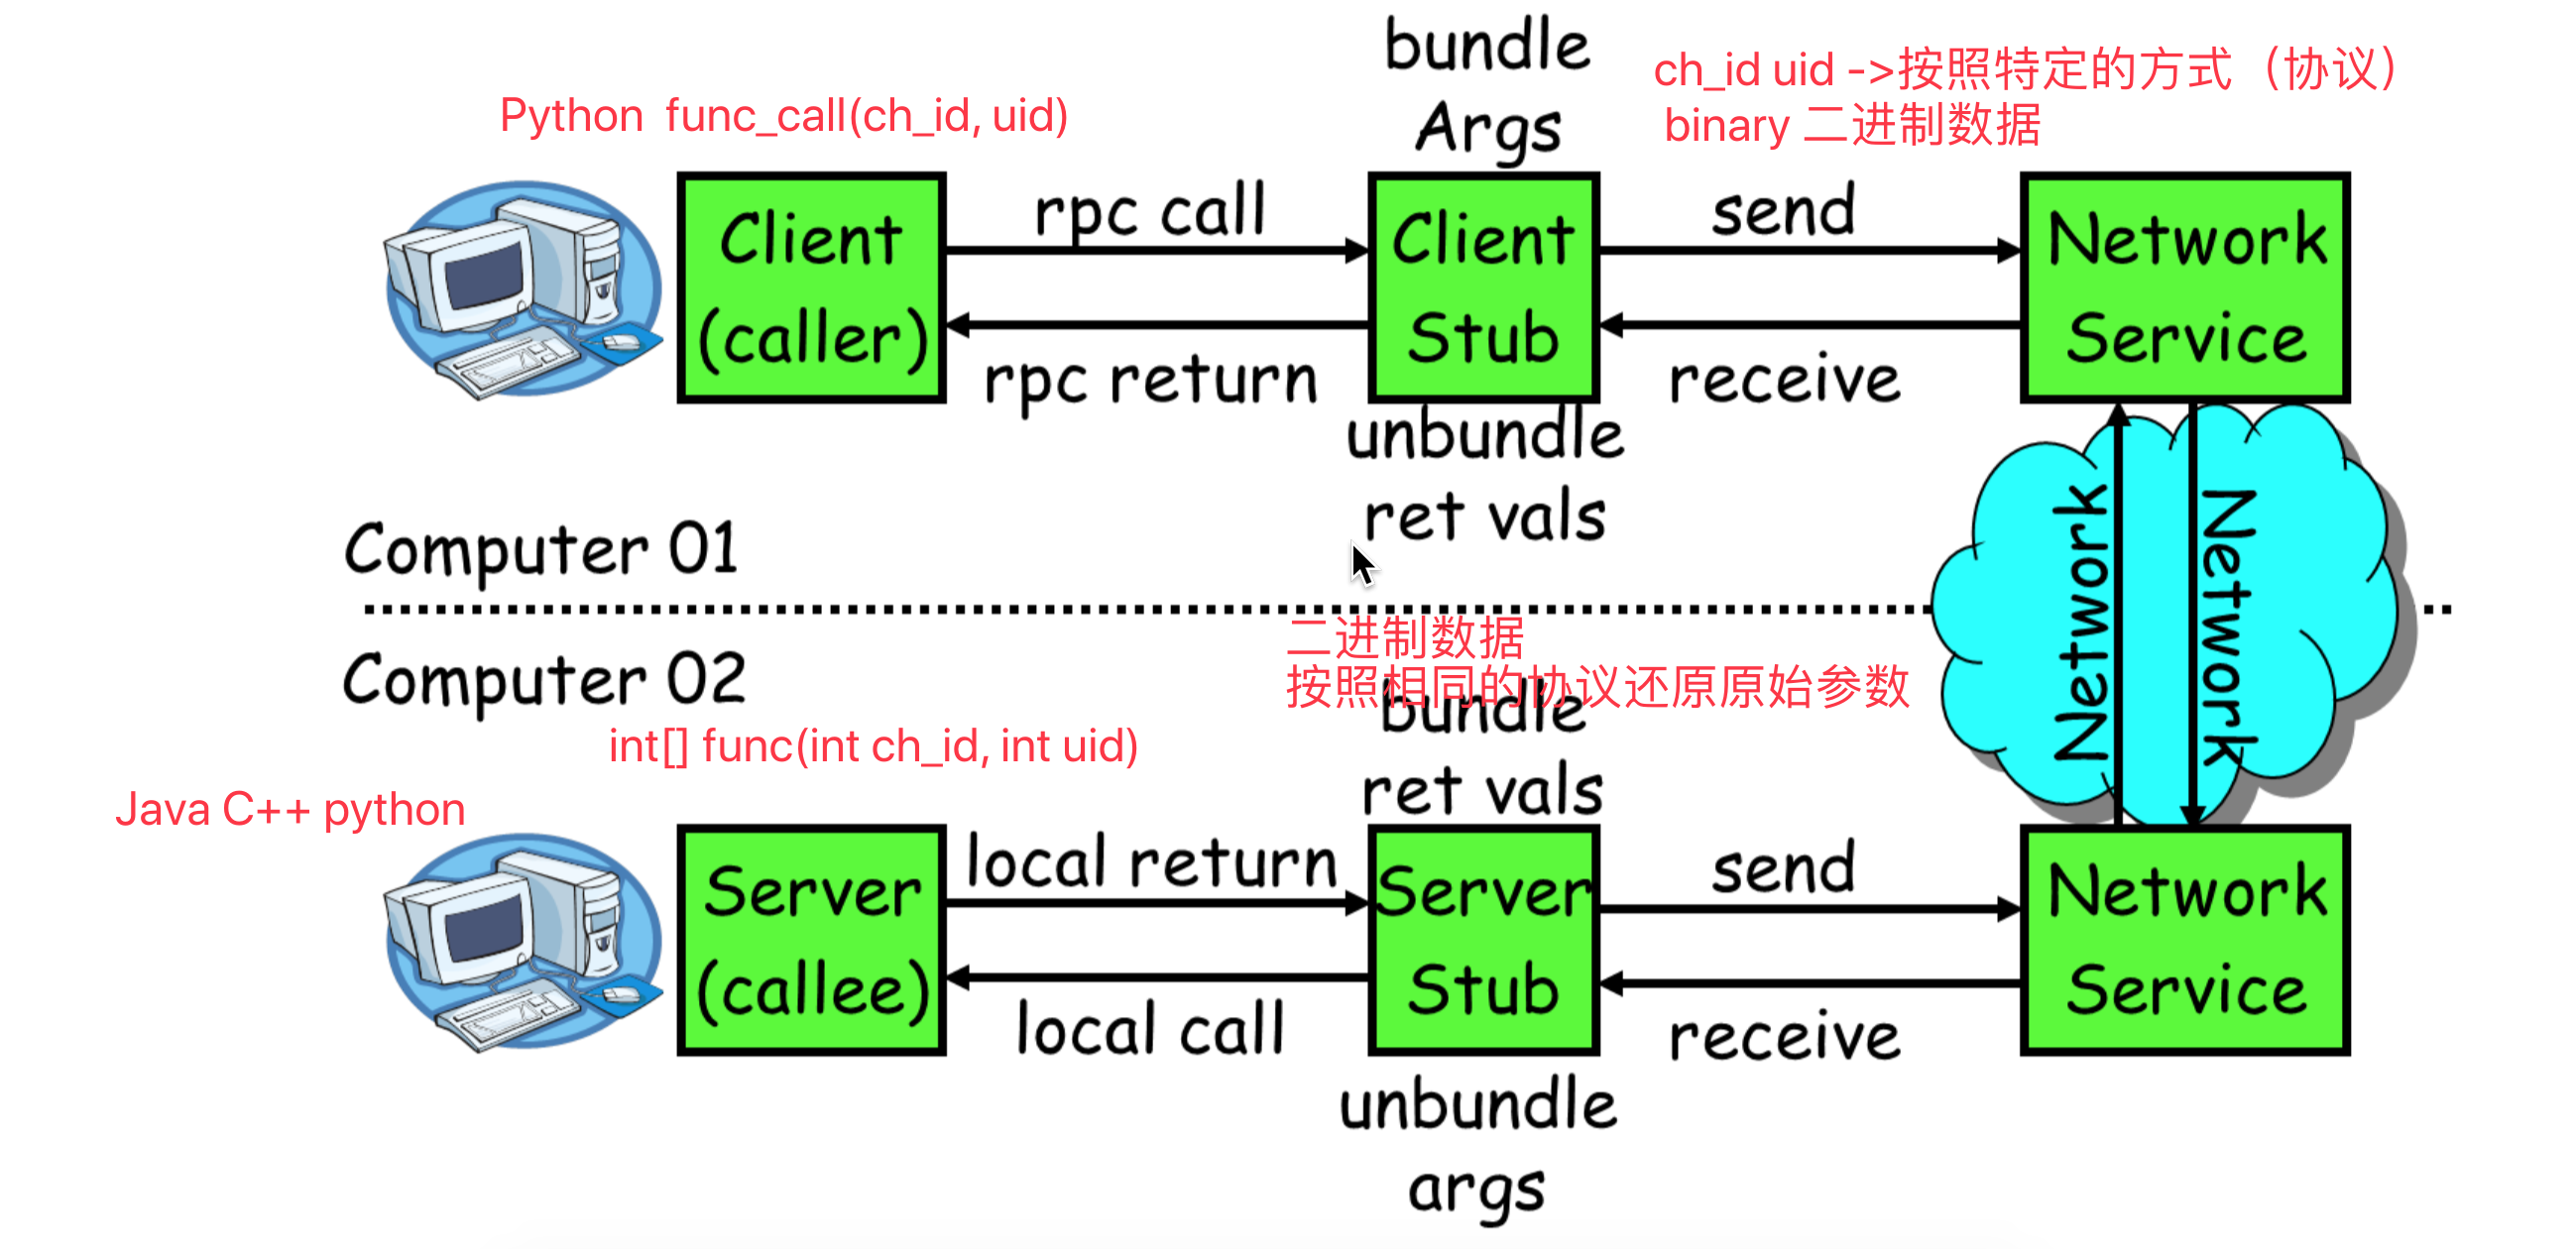 bundle
Args
ch_id uid ->按照特定的方式（协议）
binary 二进制数据
Python  func_call(ch_id, uid)
Client
(caller)
rpc call
rpc return
Client
Stub
send
receive
Network
Service
unbundle
ret vals
Computer 01
Network
Network
Computer 02
二进制数据
按照相同的协议还原原始参数
bundle
ret vals
int[] func(int ch_id, int uid)
Java C++ python
Server
(callee)
local return
local call
Server
Stub
send
receive
Network
Service
unbundle
args